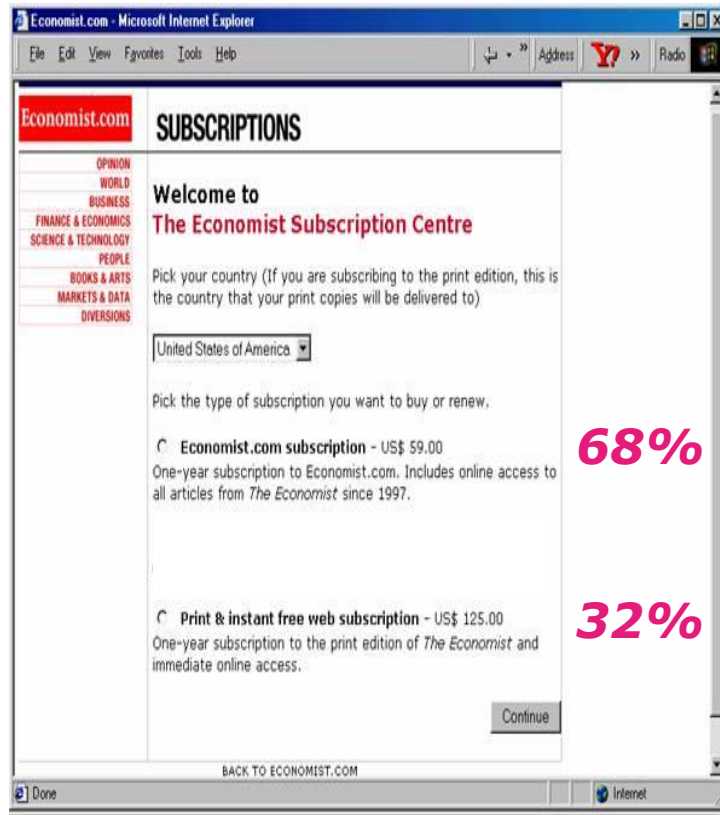 Economist.com - Microsoft Internet Explorer
File Edit View Favorites Tools Help
» Address Y! » Radio
Economist.com
SUBSCRIPTIONS
OPINION
WORLD
BUSINESS
FINANCE & ECONOMICS
SCIENCE & TECHNOLOGY
PEOPLE
BOOKS & ARTS
MARKETS & DATA
DIVERSIONS
Welcome to
The Economist Subscription Centre
Pick your country (If you are subscribing to the print edition, this is
the country that your print copies will be delivered to)
United States of America
Pick the type of subscription you want to buy or renew.
Economist.com subscription - US$ 59.00
One-year subscription to Economist.com. Includes online access to
all articles from The Economist since 1997.
68%
Print & instant free web subscription - US$ 125.00
One-year subscription to the print edition of The Economist and
immediate online access.
32%
Continue
BACK TO ECONOMIST.COM
Done Internet